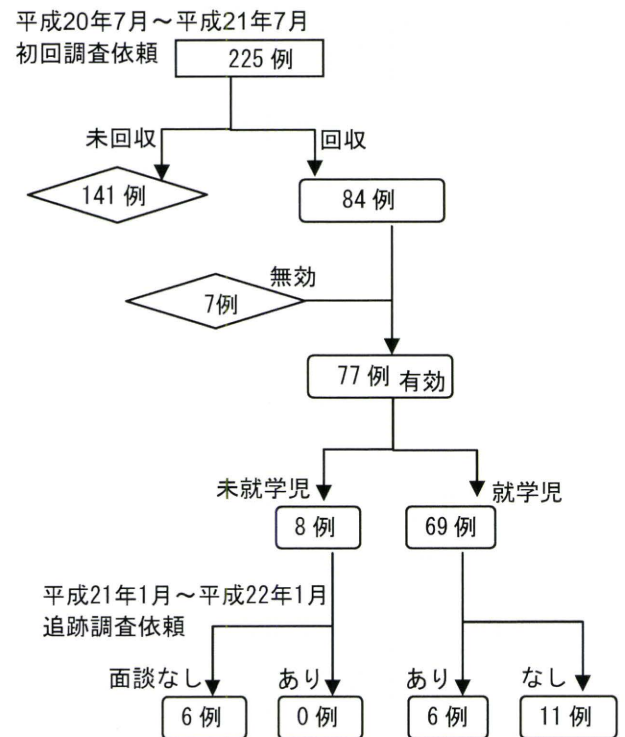 平成20年7月～平成21年7月
初回調査依頼
225 例
未回収
回収
141 例
84 例
無効
7例
77 例 有効
未就学児
就学児
8 例
69 例
平成21年1月～平成22年1月
追跡調査依頼
面談なし
あり
あり
なし
6 例
0 例
6 例
11 例